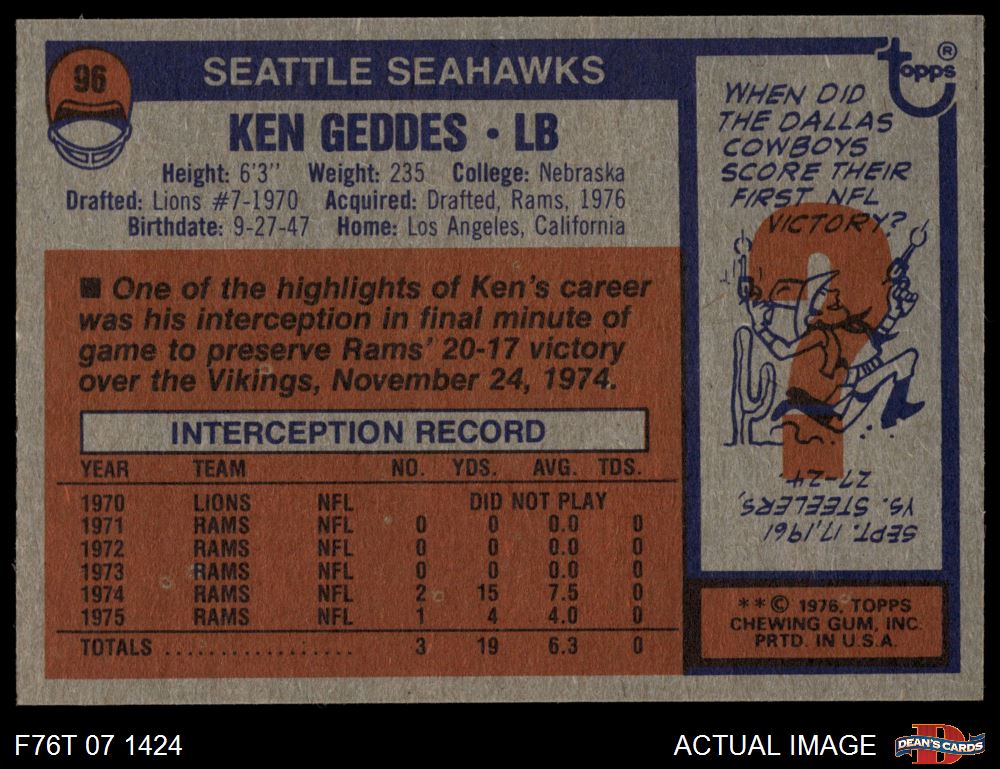 96
SEATTLE SEAHAWKS
KEN GEDDES • LB
Height: 6'3" Weight: 235 College: Nebraska
Drafted: Lions #7-1970 Acquired: Drafted, Rams, 1976
Birthdate: 9-27-47 Home: Los Angeles, California
■ One of the highlights of Ken's career
was his interception in final minute of
game to preserve Rams' 20-17 victory
over the Vikings, November 24, 1974.
INTERCEPTION RECORD
YEAR TEAM NO. YDS. AVG. TDS.
1970 LIONS NFL DID NOT PLAY
1971 RAMS NFL 0 0 0.0 0
1972 RAMS NFL 0 0 0.0 0
1973 RAMS NFL 0 0 0.0 0
1974 RAMS NFL 2 15 7.5 0
1975 RAMS NFL 1 4 4.0 0
TOTALS .................. 3 19 6.3 0
topps®
WHEN DID
THE DALLAS
COWBOYS
SCORE THEIR
FIRST NFL
VICTORY?
?
SEPT. 17, 1961
VS. STEELERS,
27-24
**© 1976, TOPPS
CHEWING GUM, INC.
PRTD. IN U.S.A.
F76T 07 1424
ACTUAL IMAGE
D
DEAN'S CARDS